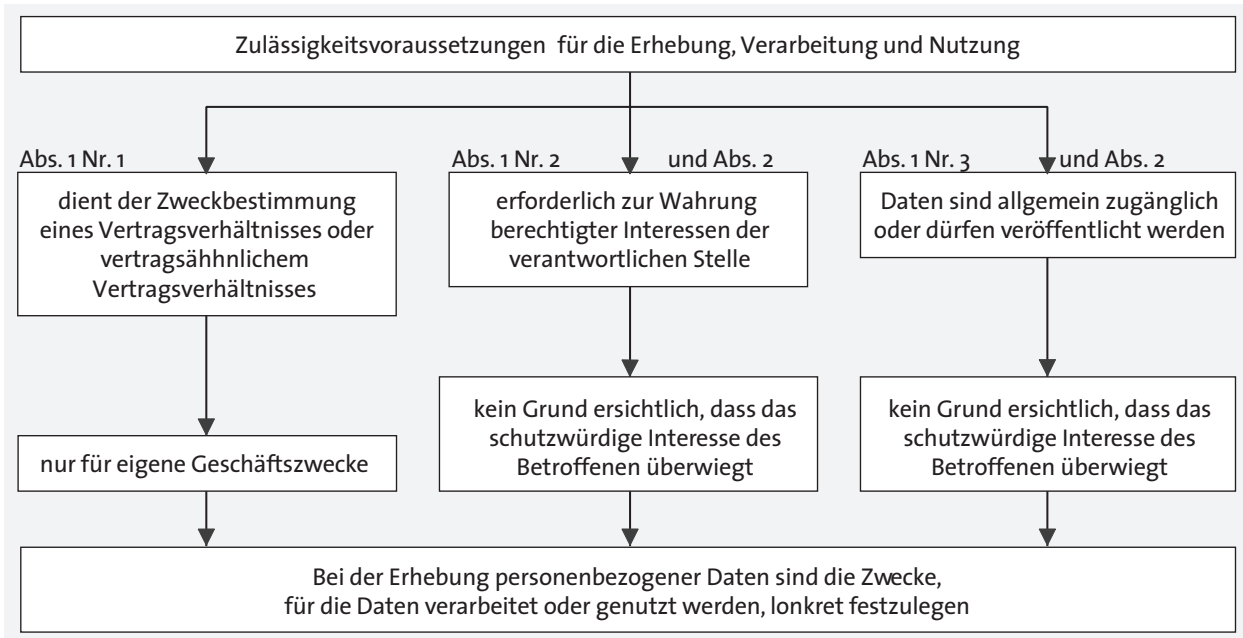 Zulässigkeitsvoraussetzungen für die Erhebung, Verarbeitung und Nutzung
Abs. 1 Nr. 1
dient der Zweckbestimmung
eines Vertragsverhältnisses oder
vertragsähhnlichem
Vertragsverhältnisses
nur für eigene Geschäftszwecke
Abs. 1 Nr. 2 und Abs. 2
erforderlich zur Wahrung
berechtigter Interessen der
verantwortlichen Stelle
kein Grund ersichtlich, dass das
schutzwürdige Interesse des
Betroffenen überwiegt
Abs. 1 Nr. 3 und Abs. 2
Daten sind allgemein zugänglich
oder dürfen veröffentlicht werden
kein Grund ersichtlich, dass das
schutzwürdige Interesse des
Betroffenen überwiegt
Bei der Erhebung personenbezogener Daten sind die Zwecke,
für die Daten verarbeitet oder genutzt werden, lonkret festzulegen